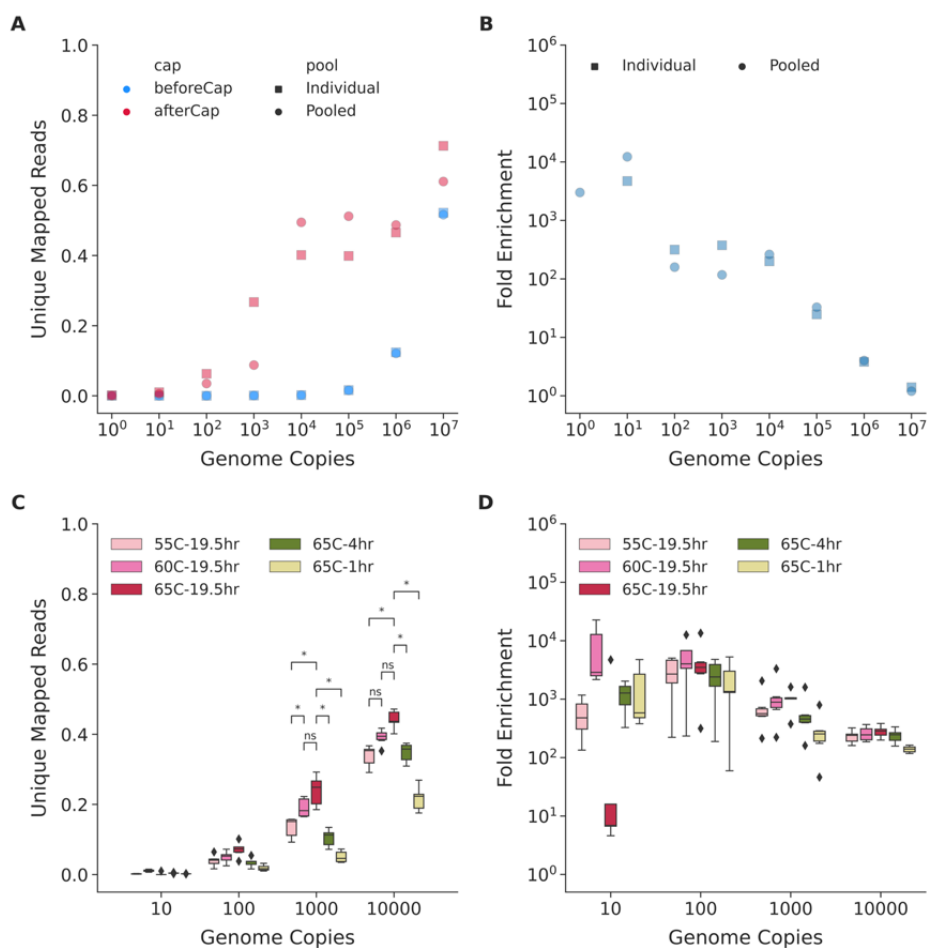 A
1.0
0.8
0.6
0.4
0.2
0.0
Unique Mapped Reads
cap
beforeCap
afterCap
pool
Individual
Pooled
10⁰ 10¹ 10² 10³ 10⁴ 10⁵ 10⁶ 10⁷
Genome Copies
B
10⁶
10⁵
10⁴
10³
10²
10¹
10⁰
Fold Enrichment
Individual Pooled
10⁰ 10¹ 10² 10³ 10⁴ 10⁵ 10⁶ 10⁷
Genome Copies
C
1.0
0.8
0.6
0.4
0.2
0.0
Unique Mapped Reads
55C-19.5hr
60C-19.5hr
65C-19.5hr
65C-4hr
65C-1hr
*
*
*
*
ns
*
*
*
ns
ns
10 100 1000 10000
Genome Copies
D
10⁶
10⁵
10⁴
10³
10²
10¹
10⁰
Fold Enrichment
55C-19.5hr
60C-19.5hr
65C-19.5hr
65C-4hr
65C-1hr
10 100 1000 10000
Genome Copies